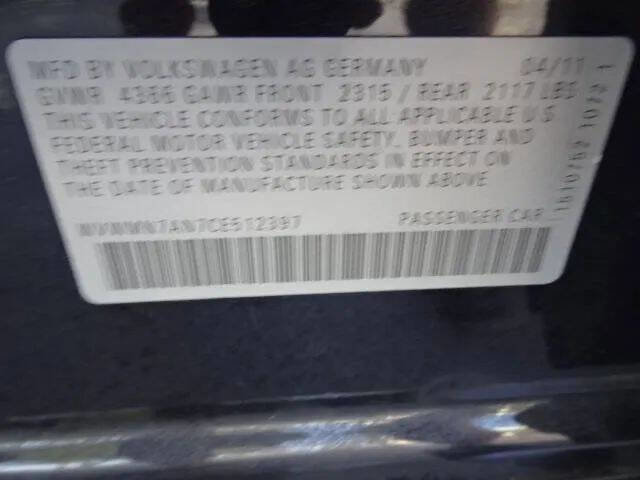 MFD BY VOLKSWAGEN AG GERMANY 04/11
GVWR 4366 GAWR FRONT 2315 / REAR 2117 LBS
THIS VEHICLE CONFORMS TO ALL APPLICABLE U S
FEDERAL MOTOR VEHICLE SAFETY, BUMPER AND
THEFT PREVENTION STANDARDS IN EFFECT ON
THE DATE OF MANUFACTURE SHOWN ABOVE
WVWMN7AN7CE512397 PASSENGER CAR